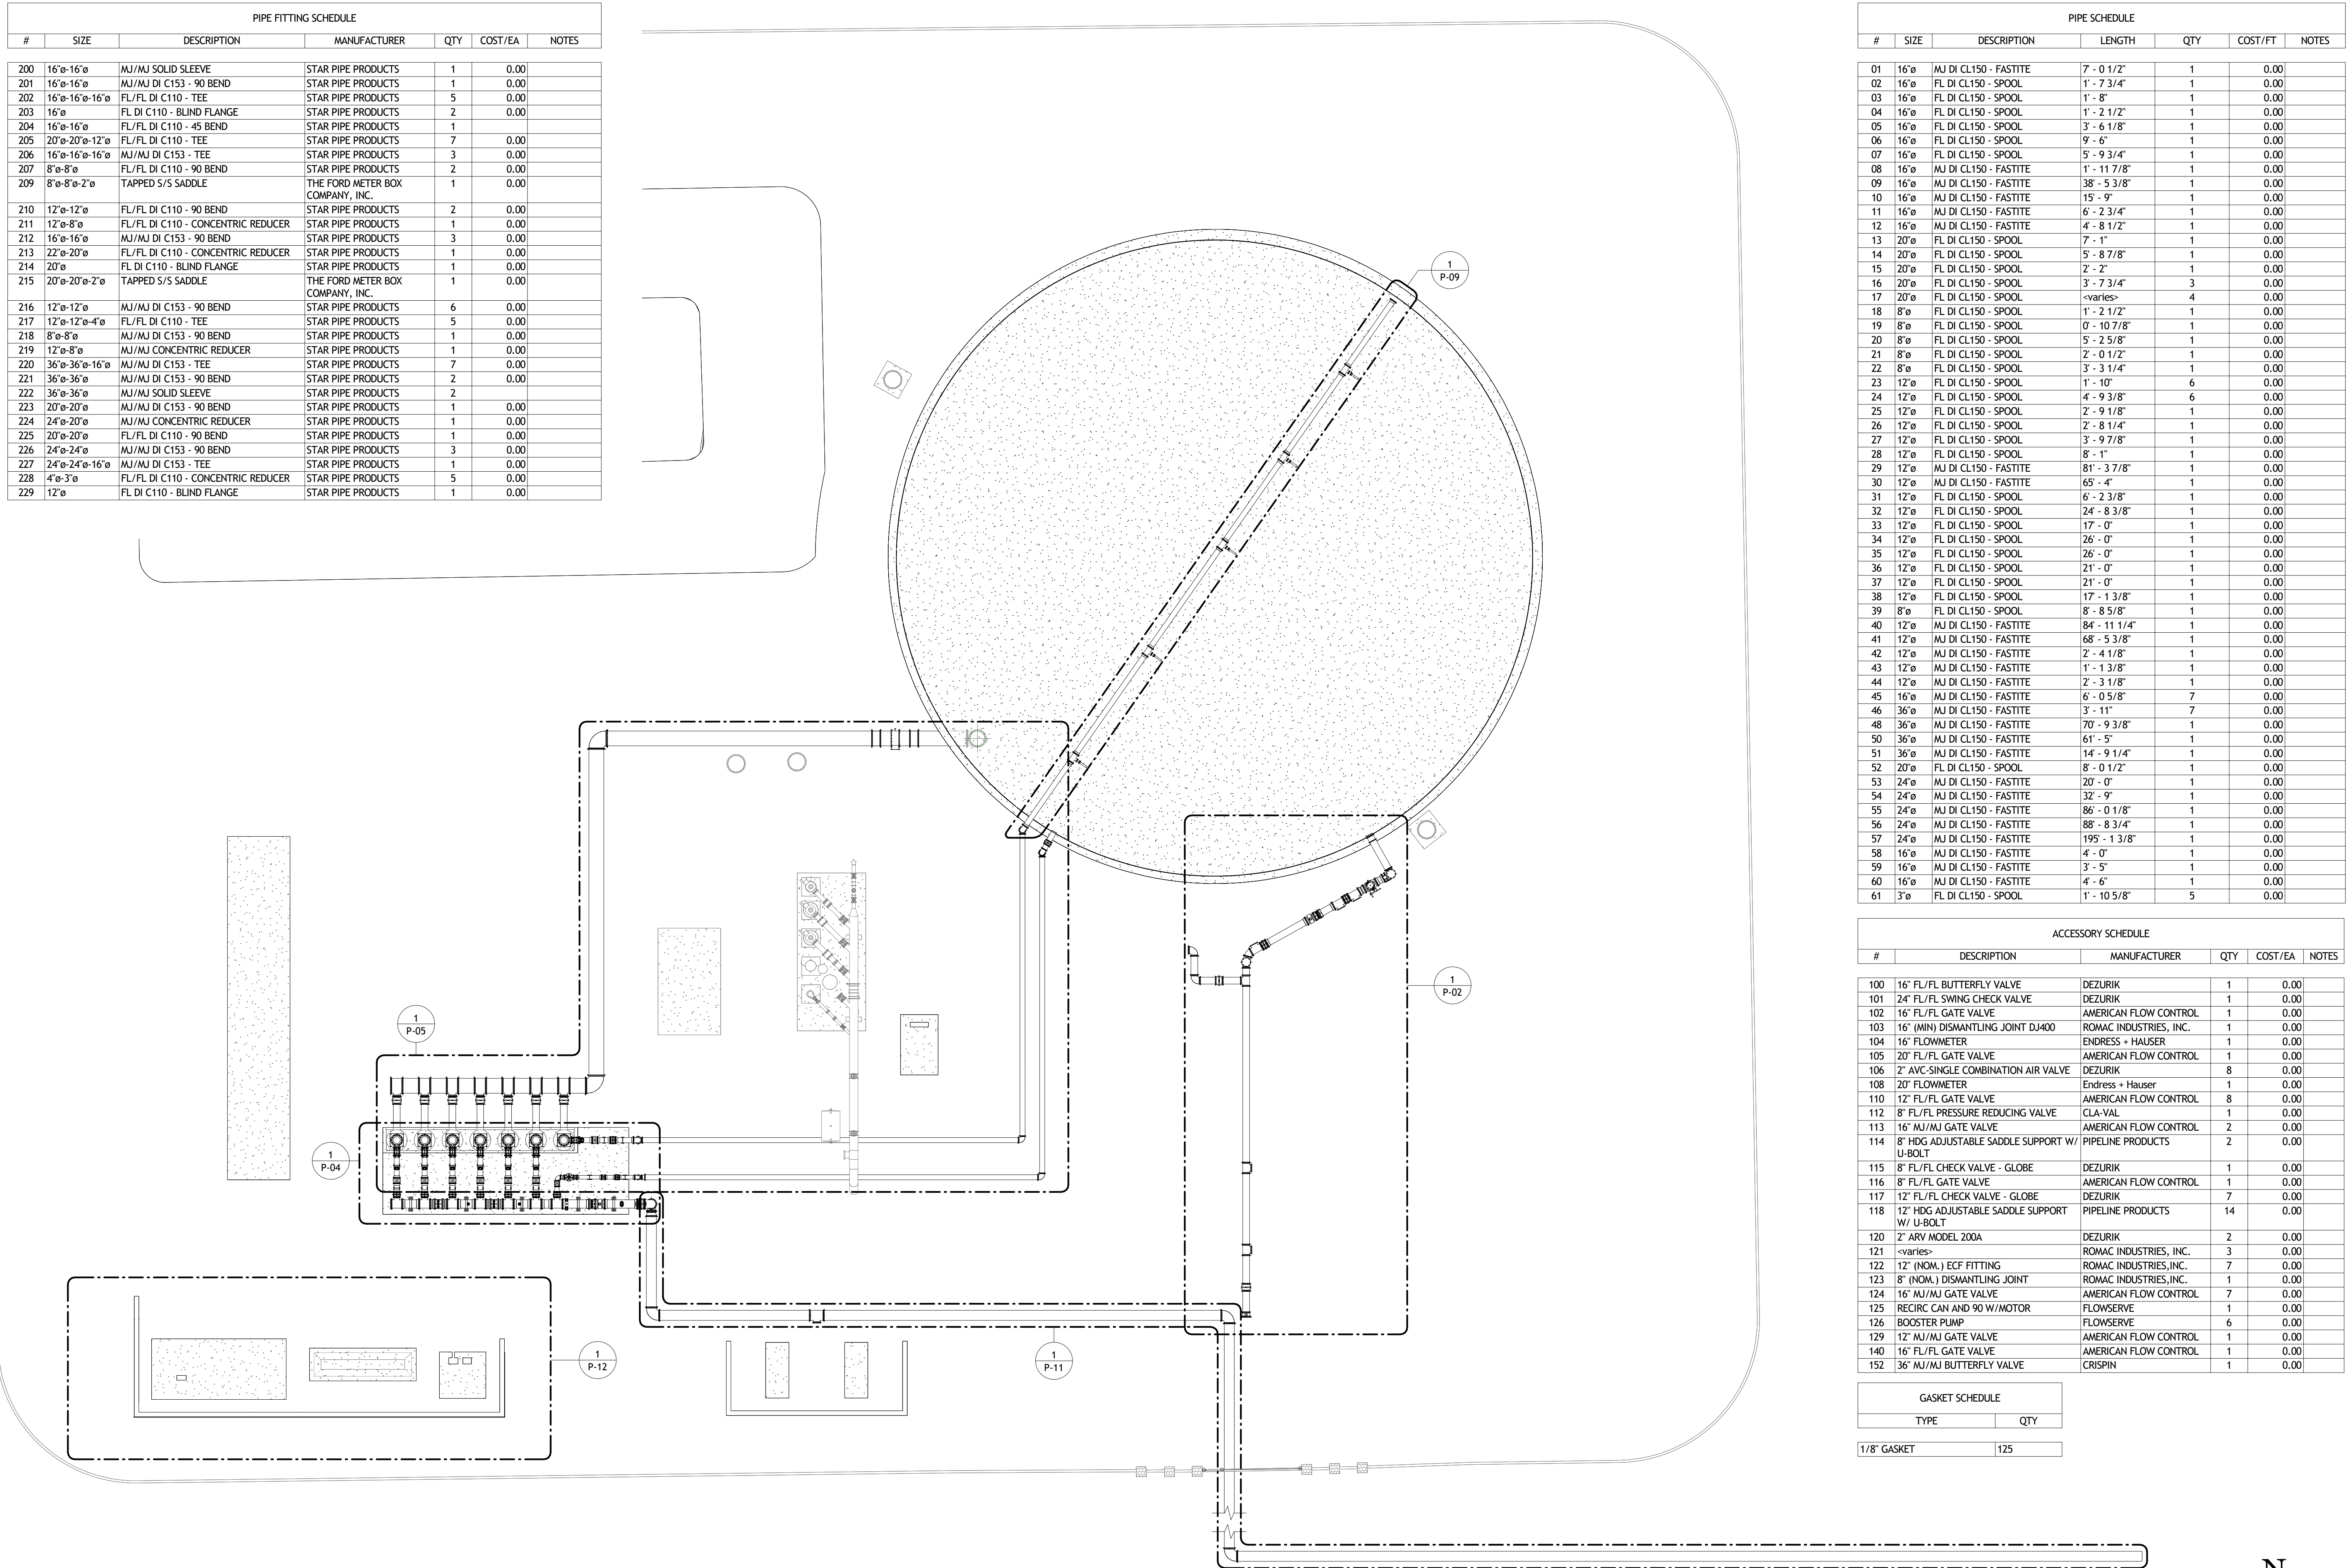 PIPE FITTING SCHEDULE
# SIZE DESCRIPTION MANUFACTURER QTY COST/EA NOTES
200 16"ø-16"ø MJ/MJ SOLID SLEEVE STAR PIPE PRODUCTS 1 0.00
201 16"ø-16"ø MJ/MJ DI C153 - 90 BEND STAR PIPE PRODUCTS 1 0.00
202 16"ø-16"ø-16"ø FL/FL DI C110 - TEE STAR PIPE PRODUCTS 5 0.00
203 16"ø FL DI C110 - BLIND FLANGE STAR PIPE PRODUCTS 2 0.00
204 16"ø-16"ø FL/FL DI C110 - 45 BEND STAR PIPE PRODUCTS 1
205 20"ø-20"ø-12"ø FL/FL DI C110 - TEE STAR PIPE PRODUCTS 7 0.00
206 16"ø-16"ø-16"ø MJ/MJ DI C153 - TEE STAR PIPE PRODUCTS 3 0.00
207 8"ø-8"ø FL/FL DI C110 - 90 BEND STAR PIPE PRODUCTS 2 0.00
209 8"ø-8"ø-2"ø TAPPED S/S SADDLE THE FORD METER BOX 1 0.00
COMPANY, INC.
210 12"ø-12"ø FL/FL DI C110 - 90 BEND STAR PIPE PRODUCTS 2 0.00
211 12"ø-8"ø FL/FL DI C110 - CONCENTRIC REDUCER STAR PIPE PRODUCTS 1 0.00
212 16"ø-16"ø MJ/MJ DI C153 - 90 BEND STAR PIPE PRODUCTS 3 0.00
213 22"ø-20"ø FL/FL DI C110 - CONCENTRIC REDUCER STAR PIPE PRODUCTS 1 0.00
214 20"ø FL DI C110 - BLIND FLANGE STAR PIPE PRODUCTS 1 0.00
215 20"ø-20"ø-2"ø TAPPED S/S SADDLE THE FORD METER BOX 1 0.00
COMPANY, INC.
216 12"ø-12"ø MJ/MJ DI C153 - 90 BEND STAR PIPE PRODUCTS 6 0.00
217 12"ø-12"ø-4"ø FL/FL DI C110 - TEE STAR PIPE PRODUCTS 5 0.00
218 8"ø-8"ø MJ/MJ DI C153 - 90 BEND STAR PIPE PRODUCTS 1 0.00
219 12"ø-8"ø MJ/MJ CONCENTRIC REDUCER STAR PIPE PRODUCTS 1 0.00
220 36"ø-36"ø-16"ø MJ/MJ DI C153 - TEE STAR PIPE PRODUCTS 7 0.00
221 36"ø-36"ø MJ/MJ DI C153 - 90 BEND STAR PIPE PRODUCTS 2 0.00
222 36"ø-36"ø MJ/MJ SOLID SLEEVE STAR PIPE PRODUCTS 2
223 20"ø-20"ø MJ/MJ DI C153 - 90 BEND STAR PIPE PRODUCTS 1 0.00
224 24"ø-20"ø MJ/MJ CONCENTRIC REDUCER STAR PIPE PRODUCTS 1 0.00
225 20"ø-20"ø FL/FL DI C110 - 90 BEND STAR PIPE PRODUCTS 1 0.00
226 24"ø-24"ø MJ/MJ DI C153 - 90 BEND STAR PIPE PRODUCTS 3 0.00
227 24"ø-24"ø-16"ø MJ/MJ DI C153 - TEE STAR PIPE PRODUCTS 1 0.00
228 4"ø-3"ø FL/FL DI C110 - CONCENTRIC REDUCER STAR PIPE PRODUCTS 5 0.00
229 12"ø FL DI C110 - BLIND FLANGE STAR PIPE PRODUCTS 1 0.00
1
P-09
1
P-02
1
P-05
1
P-04
1
P-12
1
P-11
PIPE SCHEDULE
# SIZE DESCRIPTION LENGTH QTY COST/FT NOTES
01 16"ø MJ DI CL150 - FASTITE 7' - 0 1/2" 1 0.00
02 16"ø FL DI CL150 - SPOOL 1' - 7 3/4" 1 0.00
03 16"ø FL DI CL150 - SPOOL 1' - 8" 1 0.00
04 16"ø FL DI CL150 - SPOOL 1' - 2 1/2" 1 0.00
05 16"ø FL DI CL150 - SPOOL 3' - 6 1/8" 1 0.00
06 16"ø FL DI CL150 - SPOOL 9' - 6" 1 0.00
07 16"ø FL DI CL150 - SPOOL 5' - 9 3/4" 1 0.00
08 16"ø MJ DI CL150 - FASTITE 1' - 11 7/8" 1 0.00
09 16"ø MJ DI CL150 - FASTITE 38' - 5 3/8" 1 0.00
10 16"ø MJ DI CL150 - FASTITE 15' - 9" 1 0.00
11 16"ø MJ DI CL150 - FASTITE 6' - 2 3/4" 1 0.00
12 16"ø MJ DI CL150 - FASTITE 4' - 8 1/2" 1 0.00
13 20"ø FL DI CL150 - SPOOL 7' - 1" 1 0.00
14 20"ø FL DI CL150 - SPOOL 5' - 8 7/8" 1 0.00
15 20"ø FL DI CL150 - SPOOL 2' - 2" 1 0.00
16 20"ø FL DI CL150 - SPOOL 3' - 7 3/4" 3 0.00
17 20"ø FL DI CL150 - SPOOL <varies> 4 0.00
18 8"ø FL DI CL150 - SPOOL 1' - 2 1/2" 1 0.00
19 8"ø FL DI CL150 - SPOOL 0' - 10 7/8" 1 0.00
20 8"ø FL DI CL150 - SPOOL 5' - 2 5/8" 1 0.00
21 8"ø FL DI CL150 - SPOOL 2' - 0 1/2" 1 0.00
22 8"ø FL DI CL150 - SPOOL 3' - 3 1/4" 1 0.00
23 12"ø FL DI CL150 - SPOOL 1' - 10" 6 0.00
24 12"ø FL DI CL150 - SPOOL 4' - 9 3/8" 6 0.00
25 12"ø FL DI CL150 - SPOOL 2' - 9 1/8" 1 0.00
26 12"ø FL DI CL150 - SPOOL 2' - 8 1/4" 1 0.00
27 12"ø FL DI CL150 - SPOOL 3' - 9 7/8" 1 0.00
28 12"ø FL DI CL150 - SPOOL 8' - 1" 1 0.00
29 12"ø MJ DI CL150 - FASTITE 81' - 3 7/8" 1 0.00
30 12"ø MJ DI CL150 - FASTITE 65' - 4" 1 0.00
31 12"ø FL DI CL150 - SPOOL 6' - 2 3/8" 1 0.00
32 12"ø FL DI CL150 - SPOOL 24' - 8 3/8" 1 0.00
33 12"ø FL DI CL150 - SPOOL 17' - 0" 1 0.00
34 12"ø FL DI CL150 - SPOOL 26' - 0" 1 0.00
35 12"ø FL DI CL150 - SPOOL 26' - 0" 1 0.00
36 12"ø FL DI CL150 - SPOOL 21' - 0" 1 0.00
37 12"ø FL DI CL150 - SPOOL 21' - 0" 1 0.00
38 12"ø FL DI CL150 - SPOOL 17' - 1 3/8" 1 0.00
39 8"ø FL DI CL150 - SPOOL 8' - 8 5/8" 1 0.00
40 12"ø MJ DI CL150 - FASTITE 84' - 11 1/4" 1 0.00
41 12"ø MJ DI CL150 - FASTITE 68' - 5 3/8" 1 0.00
42 12"ø MJ DI CL150 - FASTITE 2' - 4 1/8" 1 0.00
43 12"ø MJ DI CL150 - FASTITE 1' - 1 3/8" 1 0.00
44 12"ø MJ DI CL150 - FASTITE 2' - 3 1/8" 1 0.00
45 16"ø MJ DI CL150 - FASTITE 6' - 0 5/8" 7 0.00
46 36"ø MJ DI CL150 - FASTITE 3' - 11" 7 0.00
48 36"ø MJ DI CL150 - FASTITE 70' - 9 3/8" 1 0.00
50 36"ø MJ DI CL150 - FASTITE 61' - 5" 1 0.00
51 36"ø MJ DI CL150 - FASTITE 14' - 9 1/4" 1 0.00
52 20"ø FL DI CL150 - SPOOL 8' - 0 1/2" 1 0.00
53 24"ø MJ DI CL150 - FASTITE 20' - 0" 1 0.00
54 24"ø MJ DI CL150 - FASTITE 32' - 9" 1 0.00
55 24"ø MJ DI CL150 - FASTITE 86' - 0 1/8" 1 0.00
56 24"ø MJ DI CL150 - FASTITE 88' - 8 3/4" 1 0.00
57 24"ø MJ DI CL150 - FASTITE 195' - 1 3/8" 1 0.00
58 16"ø MJ DI CL150 - FASTITE 4' - 0" 1 0.00
59 16"ø MJ DI CL150 - FASTITE 3' - 5" 1 0.00
60 16"ø MJ DI CL150 - FASTITE 4' - 6" 1 0.00
61 3"ø FL DI CL150 - SPOOL 1' - 10 5/8" 5 0.00
ACCESSORY SCHEDULE
# DESCRIPTION MANUFACTURER QTY COST/EA NOTES
100 16" FL/FL BUTTERFLY VALVE DEZURIK 1 0.00
101 24" FL/FL SWING CHECK VALVE DEZURIK 1 0.00
102 16" FL/FL GATE VALVE AMERICAN FLOW CONTROL 1 0.00
103 16" (MIN) DISMANTLING JOINT DJ400 ROMAC INDUSTRIES, INC. 1 0.00
104 16" FLOWMETER ENDRESS + HAUSER 1 0.00
105 20" FL/FL GATE VALVE AMERICAN FLOW CONTROL 1 0.00
106 2" AVC-SINGLE COMBINATION AIR VALVE DEZURIK 8 0.00
108 20" FLOWMETER Endress + Hauser 1 0.00
110 12" FL/FL GATE VALVE AMERICAN FLOW CONTROL 8 0.00
112 8" FL/FL PRESSURE REDUCING VALVE CLA-VAL 1 0.00
113 16" MJ/MJ GATE VALVE AMERICAN FLOW CONTROL 2 0.00
114 8" HDG ADJUSTABLE SADDLE SUPPORT W/ PIPELINE PRODUCTS 2 0.00
U-BOLT
115 8" FL/FL CHECK VALVE - GLOBE DEZURIK 1 0.00
116 8" FL/FL GATE VALVE AMERICAN FLOW CONTROL 1 0.00
117 12" FL/FL CHECK VALVE - GLOBE DEZURIK 7 0.00
118 12" HDG ADJUSTABLE SADDLE SUPPORT PIPELINE PRODUCTS 14 0.00
W/ U-BOLT
120 2" ARV MODEL 200A DEZURIK 2 0.00
121 <varies> ROMAC INDUSTRIES, INC. 3 0.00
122 12" (NOM.) ECF FITTING ROMAC INDUSTRIES,INC. 7 0.00
123 8" (NOM.) DISMANTLING JOINT ROMAC INDUSTRIES,INC. 1 0.00
124 16" MJ/MJ GATE VALVE AMERICAN FLOW CONTROL 7 0.00
125 RECIRC CAN AND 90 W/MOTOR FLOWSERVE 1 0.00
126 BOOSTER PUMP FLOWSERVE 6 0.00
129 12" MJ/MJ GATE VALVE AMERICAN FLOW CONTROL 1 0.00
140 16" FL/FL GATE VALVE AMERICAN FLOW CONTROL 1 0.00
152 36" MJ/MJ BUTTERFLY VALVE CRISPIN 1 0.00
GASKET SCHEDULE
TYPE QTY
1/8" GASKET 125
N